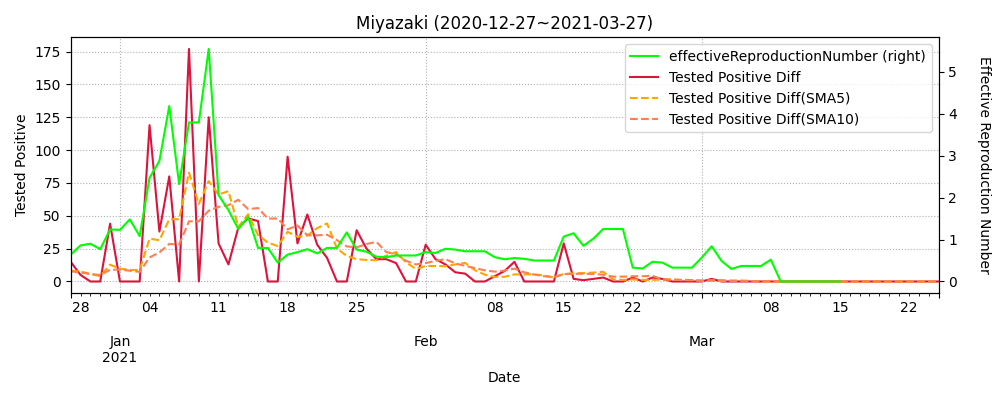 Miyazaki (2020-12-27~2021-03-27)
effectiveReproductionNumber (right)
Tested Positive Diff
Tested Positive Diff(SMA5)
Tested Positive Diff(SMA10)
Tested Positive
175
150
125
100
75
50
25
0
5
4
3
2
1
0
Effective Reproduction Number
28 04 11 18 25 08 15 22 08 15 22
Jan Feb Mar
2021
Date